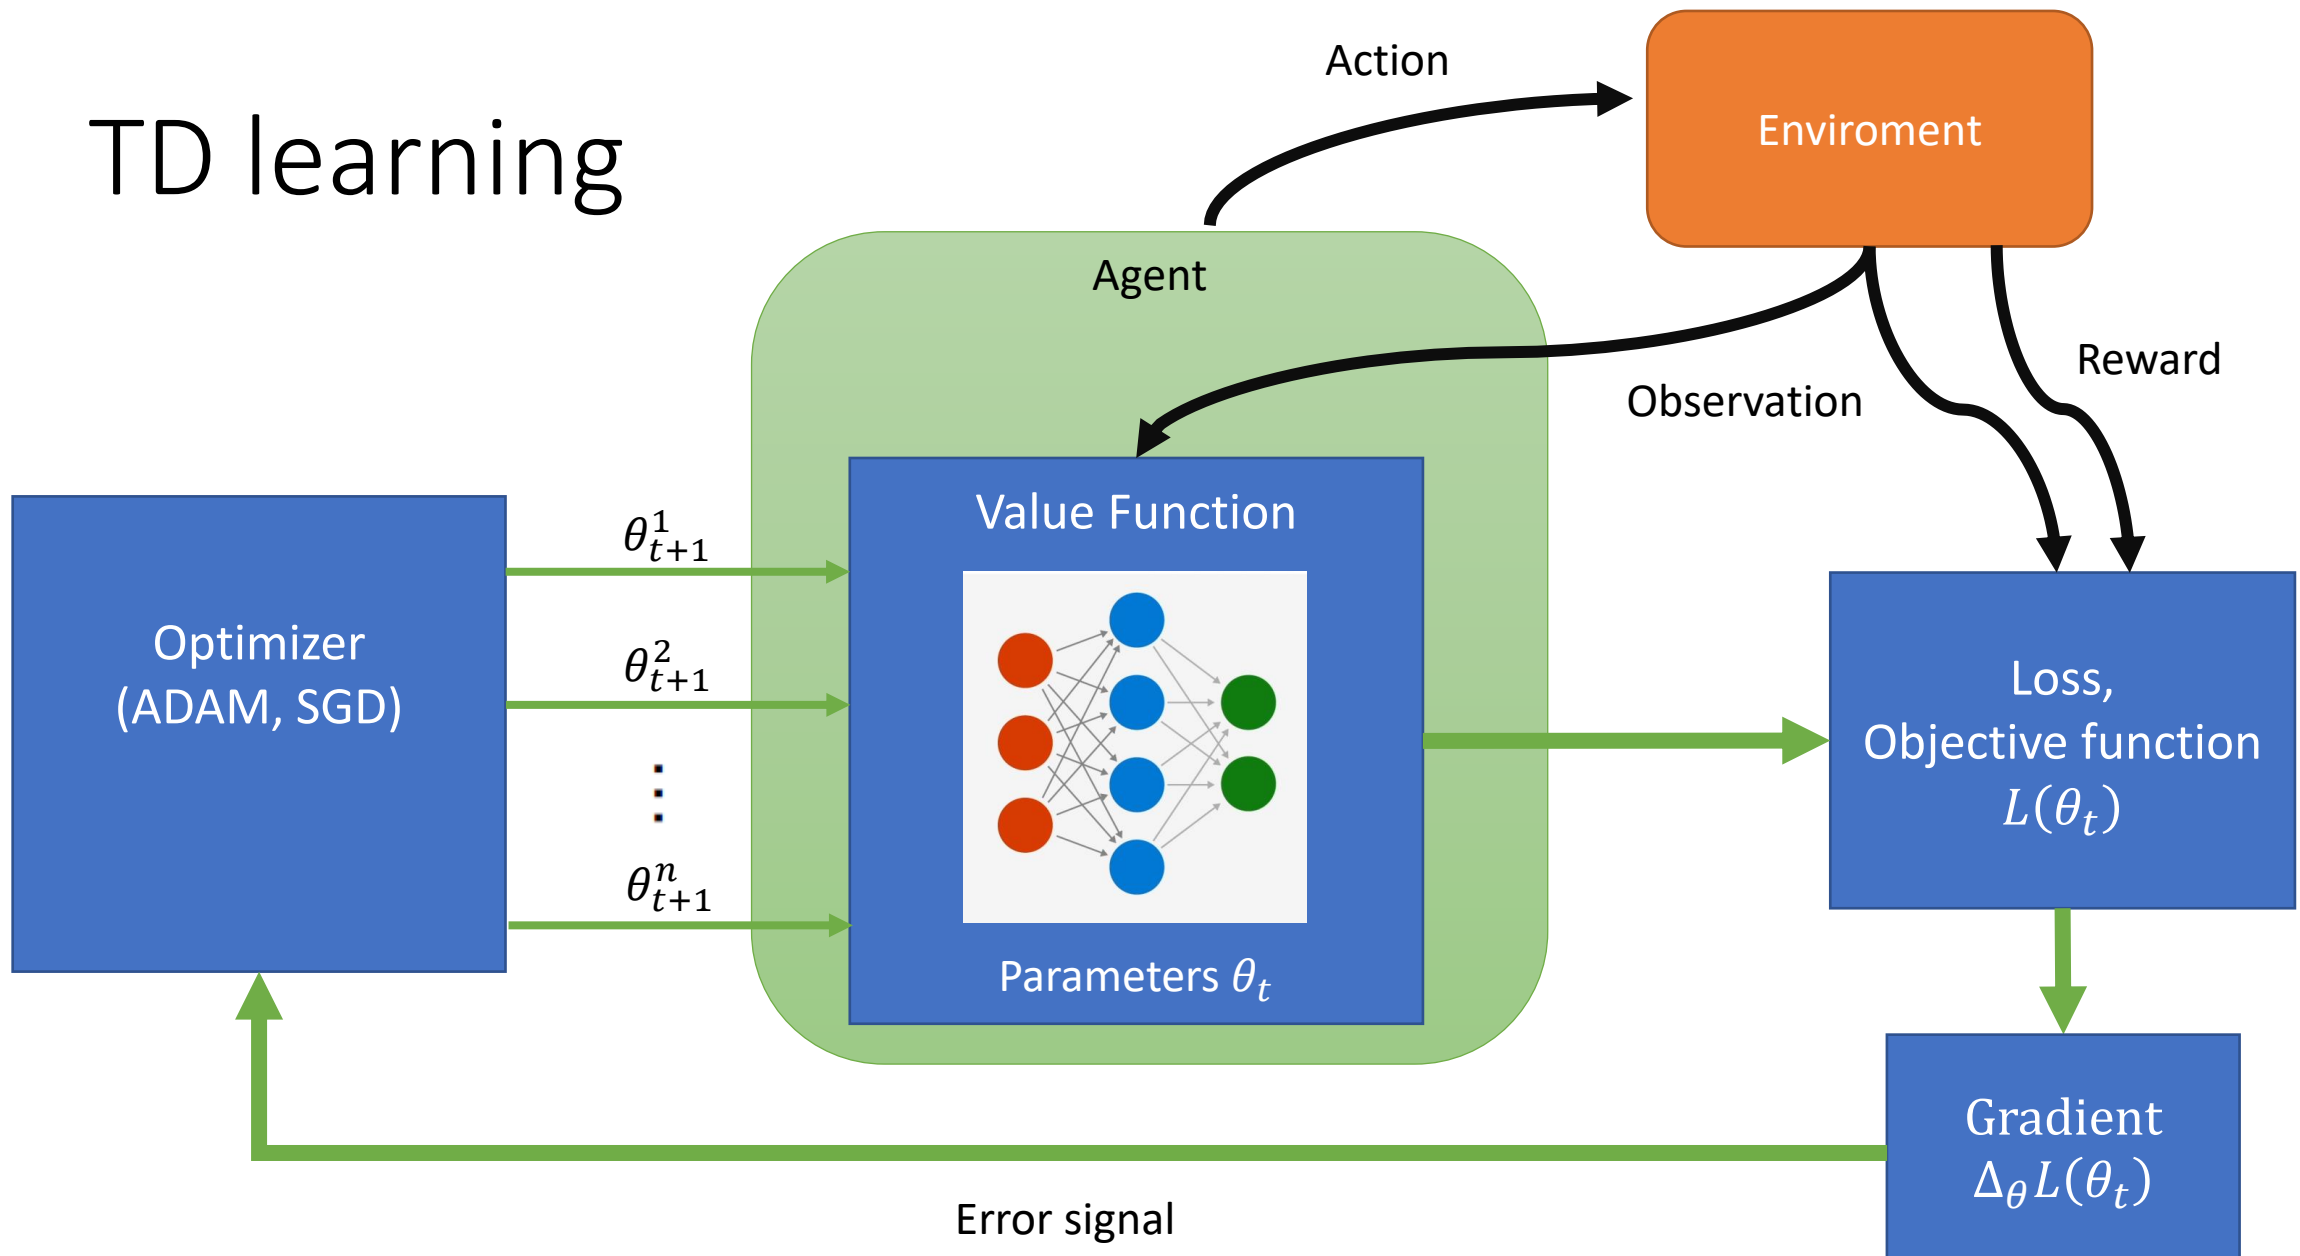 TD learning
Action
Enviroment
Agent
Reward
Observation
Value Function
Optimizer
(ADAM, SGD)
θ¹ₜ₊₁
θ²ₜ₊₁
⋮
θⁿₜ₊₁
Parameters θₜ
Loss,
Objective function
L(θₜ)
Gradient
Δ_θ L(θₜ)
Error signal